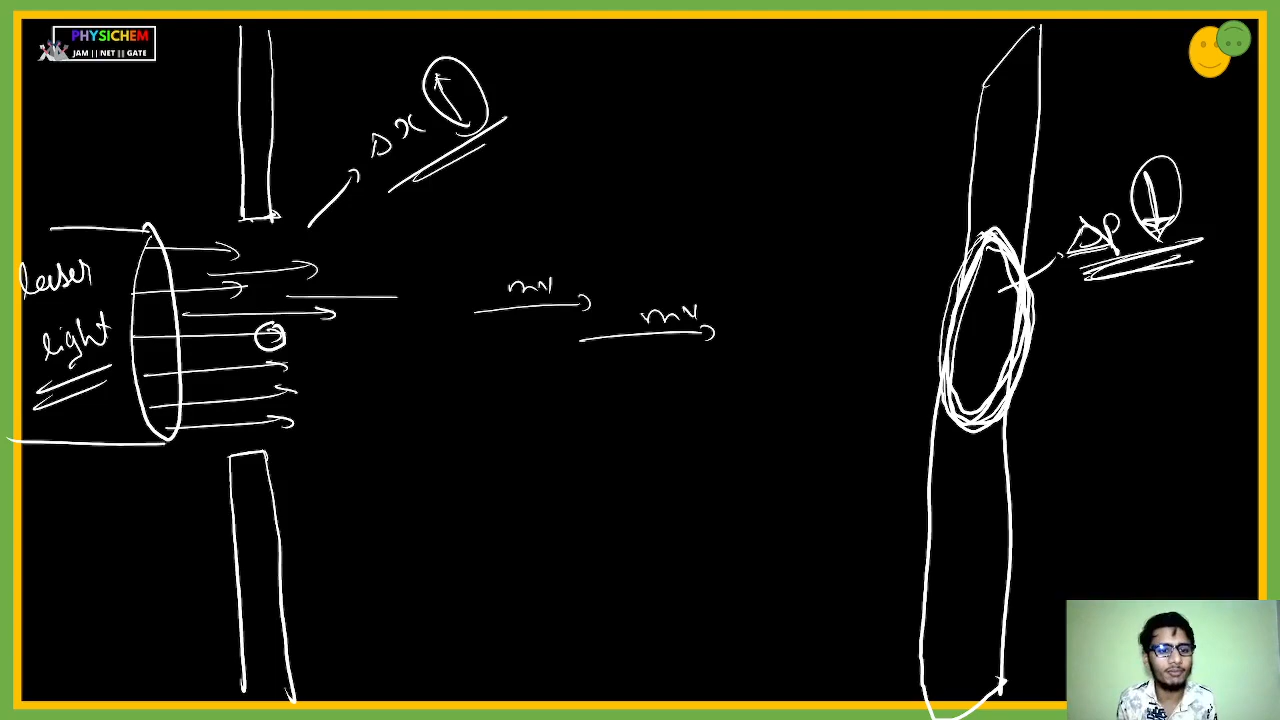 PHYSICHEM
JAM || NET || GATE
Δx ↑
laser
light
mv
mv
Δp ↓